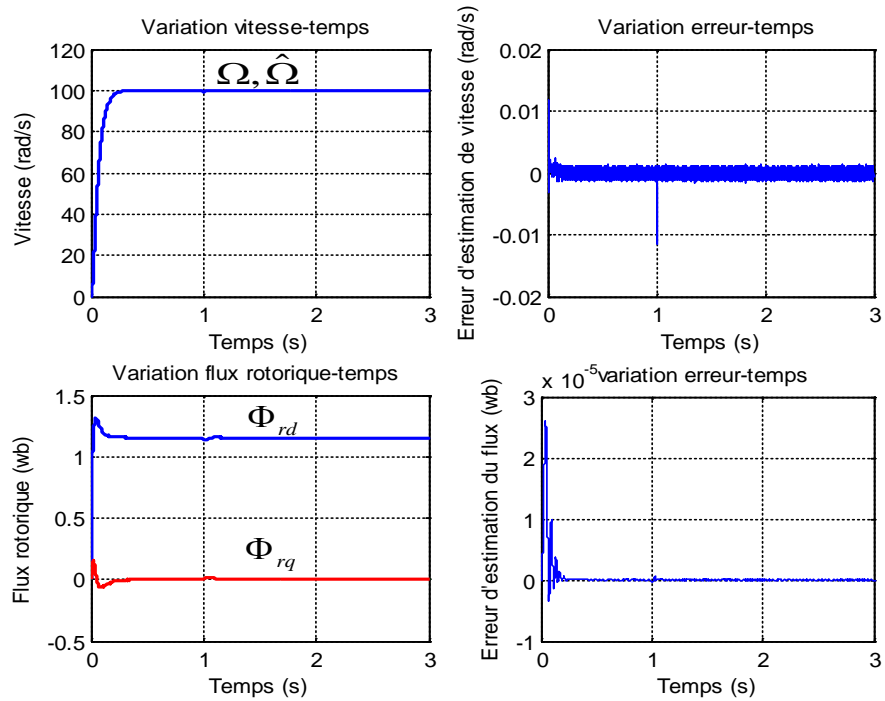 Variation vitesse-temps
120
100
80
60
40
20
0
Vitesse (rad/s)
Ω, Ω̂
0
1
2
3
Temps (s)
Variation erreur-temps
0.02
0.01
0
-0.01
-0.02
Erreur d'estimation de vitesse (rad/s)
0
1
2
3
Temps (s)
Variation flux rotorique-temps
1.5
1
0.5
0
-0.5
Flux rotorique (wb)
Φrd
Φrq
0
1
2
3
Temps (s)
x 10-5 variation erreur-temps
3
2
1
0
-1
Erreur d'estimation du flux (wb)
0
1
2
3
Temps (s)